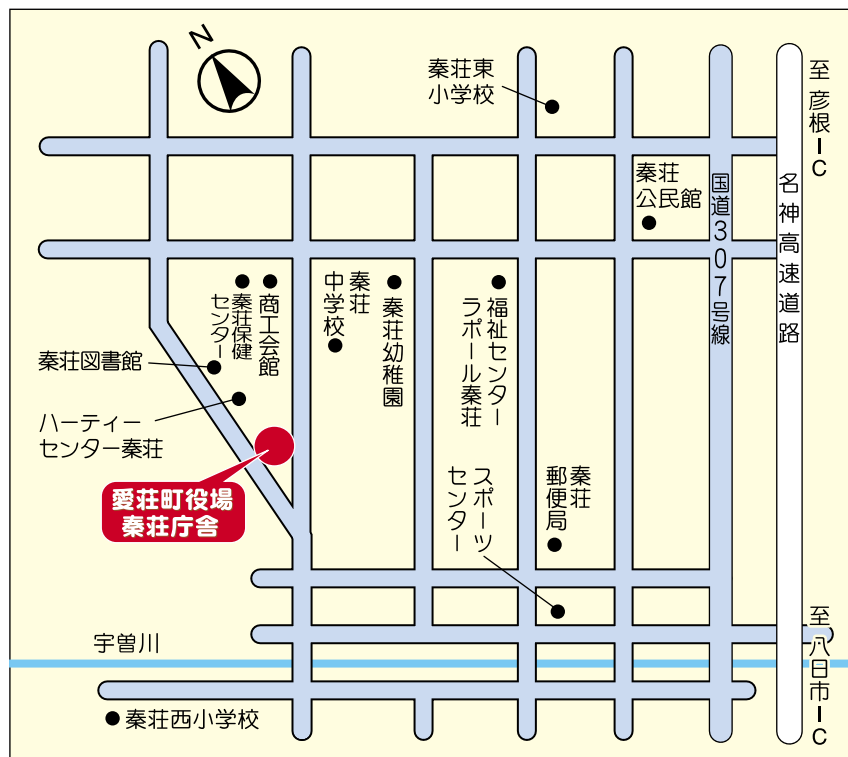 N
秦荘東
小学校
至彦根IC
秦荘
公民館
国道307号線
名神高速道路
秦荘保健
センター
商工会館
秦荘
中学校
秦荘幼稚園
福祉センター
ラポール秦荘
秦荘図書館
ハーティー
センター秦荘
愛荘町役場
秦荘庁舎
スポーツ
センター
秦荘
郵便局
宇曽川
至八日市IC
秦荘西小学校